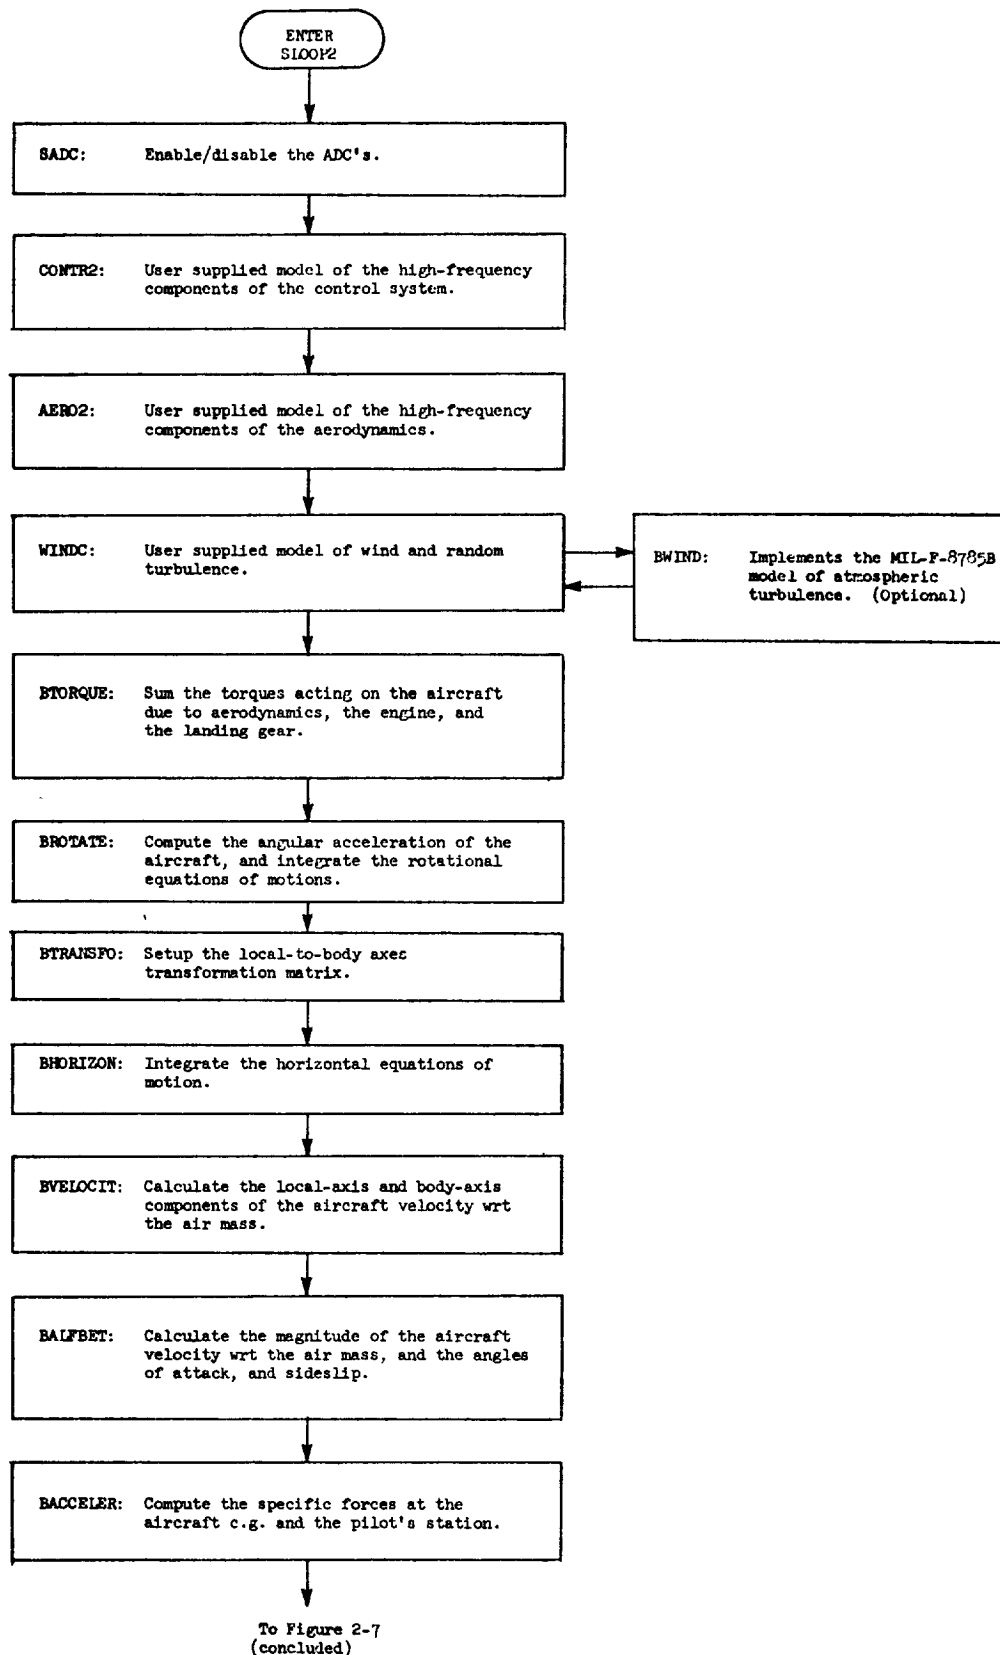 ENTER
SLOOP2
SADC: Enable/disable the ADC's.
CONTR2: User supplied model of the high-frequency
components of the control system.
AERO2: User supplied model of the high-frequency
components of the aerodynamics.
WINDC: User supplied model of wind and random
turbulence.
BWIND: Implements the MIL-F-8785B
model of atmospheric
turbulence. (Optional)
BTORQUE: Sum the torques acting on the aircraft
due to aerodynamics, the engine, and
the landing gear.
BROTATE: Compute the angular acceleration of the
aircraft, and integrate the rotational
equations of motions.
BTRANSFO: Setup the local-to-body axes
transformation matrix.
BHORIZON: Integrate the horizontal equations of
motion.
BVELOCIT: Calculate the local-axis and body-axis
components of the aircraft velocity wrt
the air mass.
BALFBET: Calculate the magnitude of the aircraft
velocity wrt the air mass, and the angles
of attack, and sideslip.
BACCELER: Compute the specific forces at the
aircraft c.g. and the pilot's station.
To Figure 2-7
(concluded)